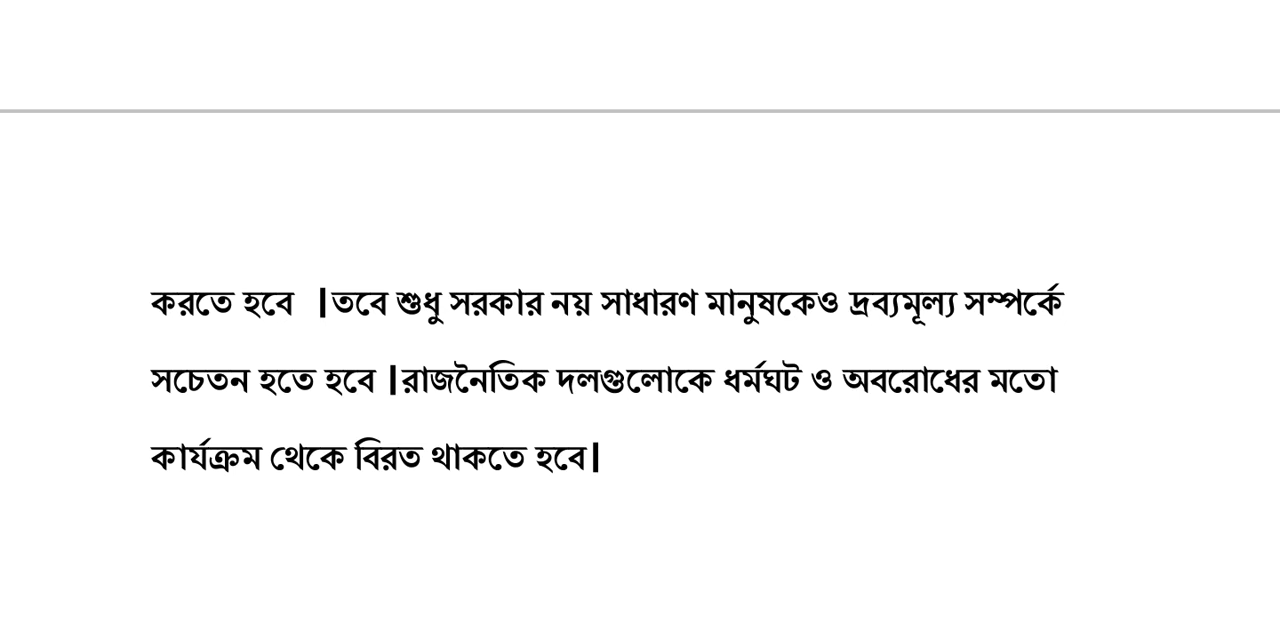 করতে হবে ।তবে শুধু সরকার নয় সাধারণ মানুষকেও দ্রব্যমূল্য সম্পর্কে
সচেতন হতে হবে ।রাজনৈতিক দলগুলোকে ধর্মঘট ও অবরোধের মতো
কার্যক্রম থেকে বিরত থাকতে হবে।